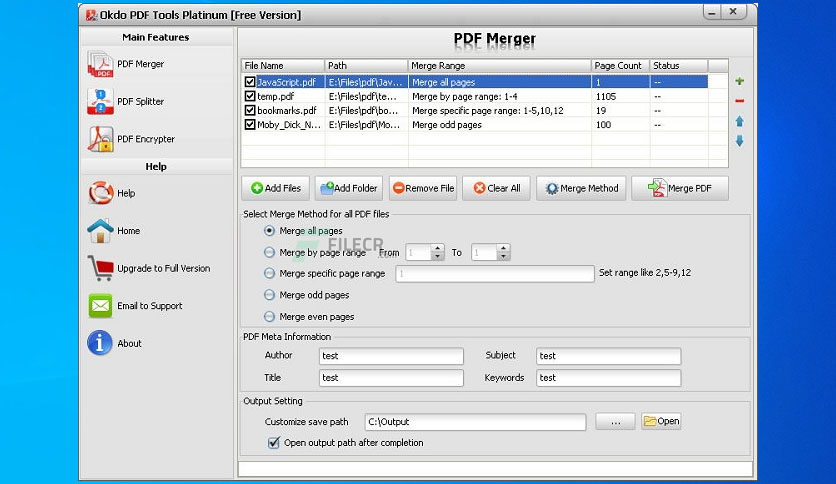 Okdo PDF Tools Platinum [Free Version]
Main Features
PDF Merger
PDF
PDF Splitter
PDF Encrypter
Help
Help
Home
Upgrade to Full Version
Email to Support
About
PDF Merger
File Name Path Merge Range Page Count Status
JavaScript.pdf E:\Files\pdf\Jav... Merge all pages 1 --
temp.pdf E:\Files\pdf\te... Merge by page range: 1-4 1105 --
bookmarks.pdf E:\Files\pdf\bo... Merge specific page range: 1-5,10,12 19 --
Moby_Dick_N... E:\Files\pdf\Mo... Merge odd pages 100 --
Add Files Add Folder Remove File Clear All Merge Method Merge PDF
Select Merge Method for all PDF files
Merge all pages
FILECR
Merge by page range From 1 To 1
Merge specific page range 1 Set range like 2,5-9,12
Merge odd pages
Merge even pages
PDF Meta Information
Author test Subject test
Title test Keywords test
Output Setting
Customize save path C:\Output ... Open
Open output path after completion